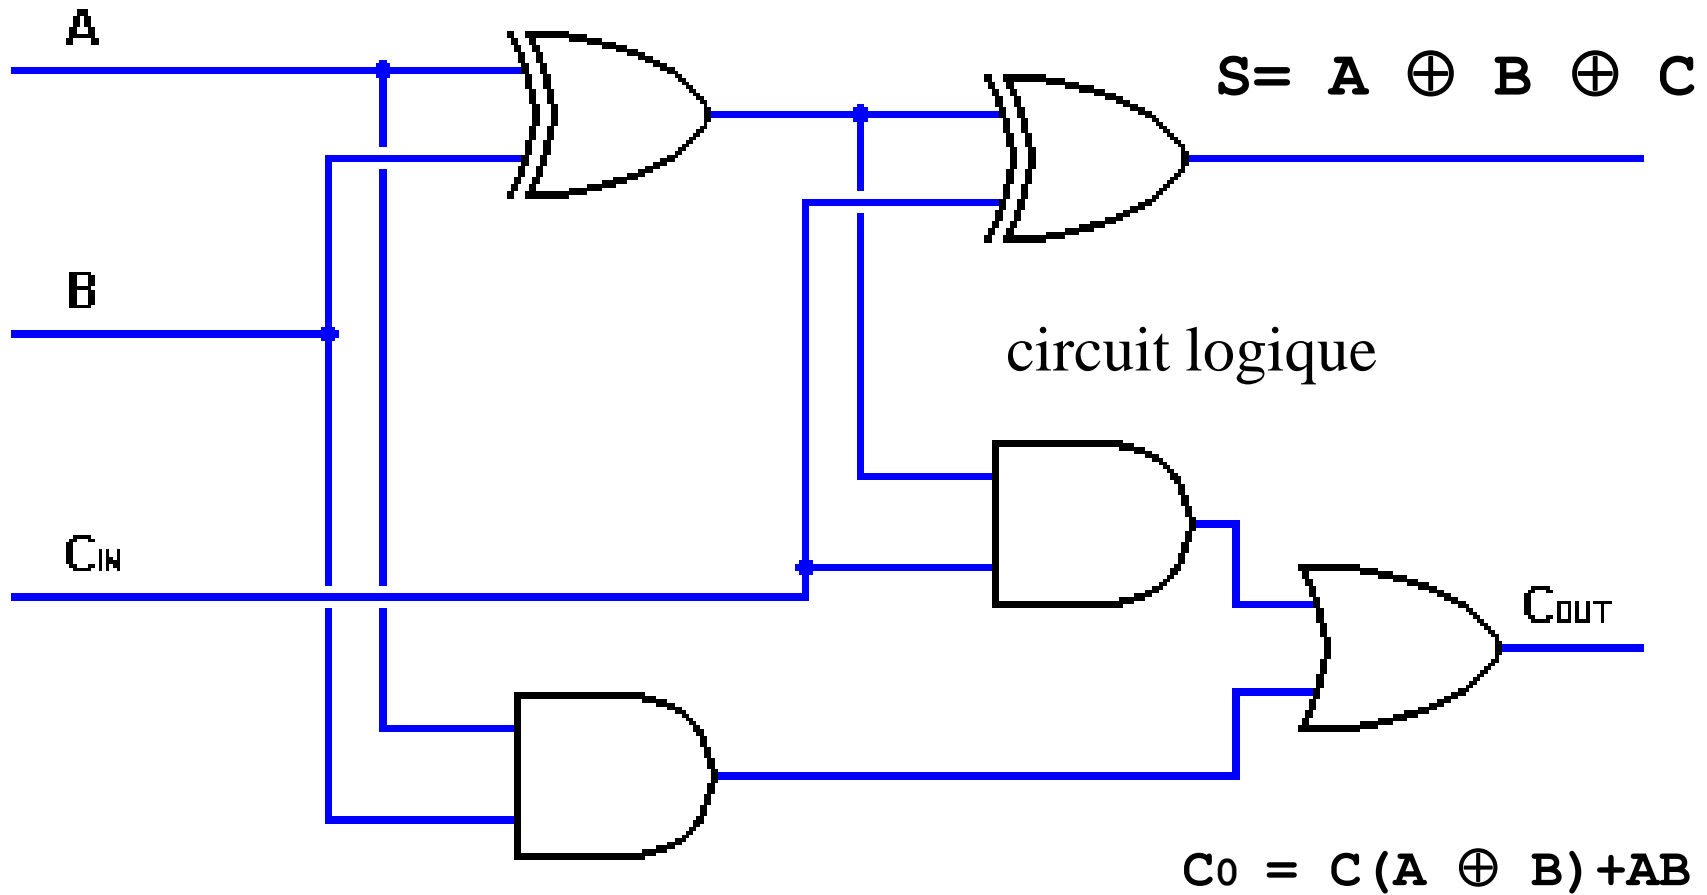 A
S= A ⊕ B ⊕ C
B
circuit logique
CIN
COUT
C0 = C(A ⊕ B)+AB